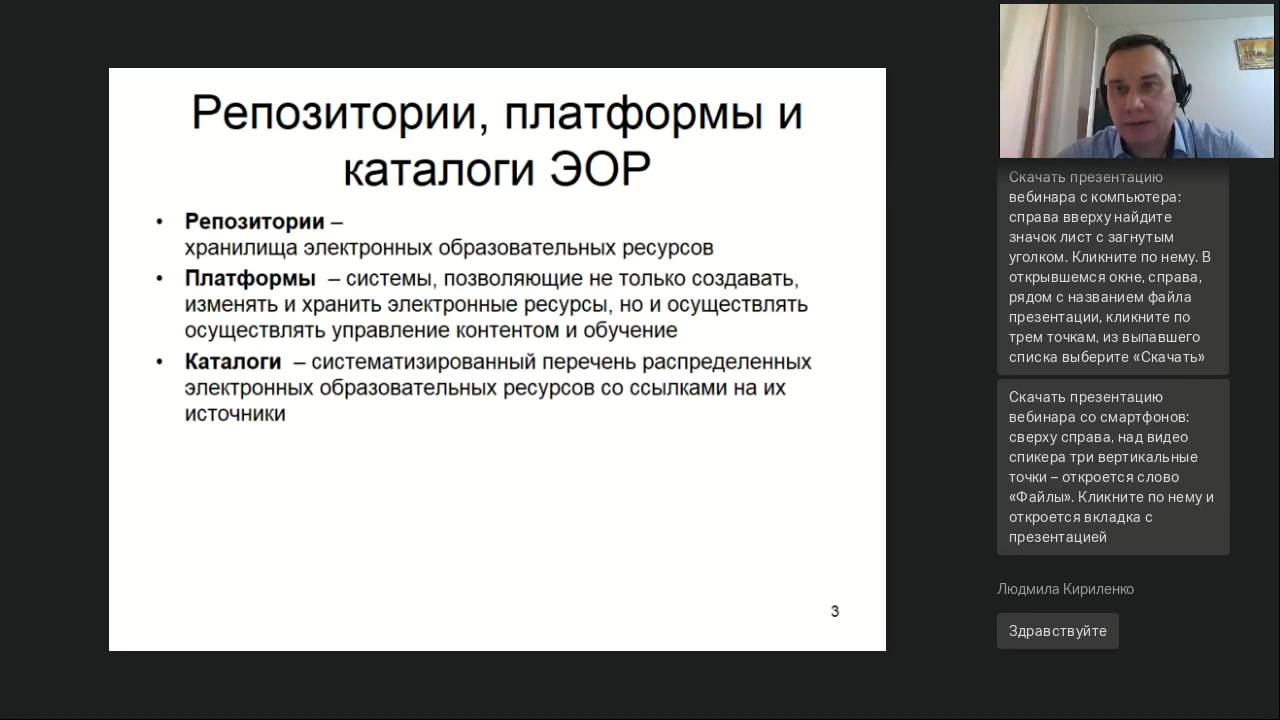 Репозитории, платформы и
каталоги ЭОР
• Репозитории –
хранилища электронных образовательных ресурсов
• Платформы – системы, позволяющие не только создавать,
изменять и хранить электронные ресурсы, но и осуществлять
осуществлять управление контентом и обучение
• Каталоги – систематизированный перечень распределенных
электронных образовательных ресурсов со ссылками на их
источники
3
Скачать презентацию
вебинара с компьютера:
справа вверху найдите
значок лист с загнутым
уголком. Кликните по нему. В
открывшемся окне, справа,
рядом с названием файла
презентации, кликните по
трем точкам, из выпавшего
списка выберите «Скачать»
Скачать презентацию
вебинара со смартфонов:
сверху справа, над видео
спикера три вертикальные
точки – откроется слово
«Файлы». Кликните по нему и
откроется вкладка с
презентацией
Людмила Кириленко
Здравствуйте